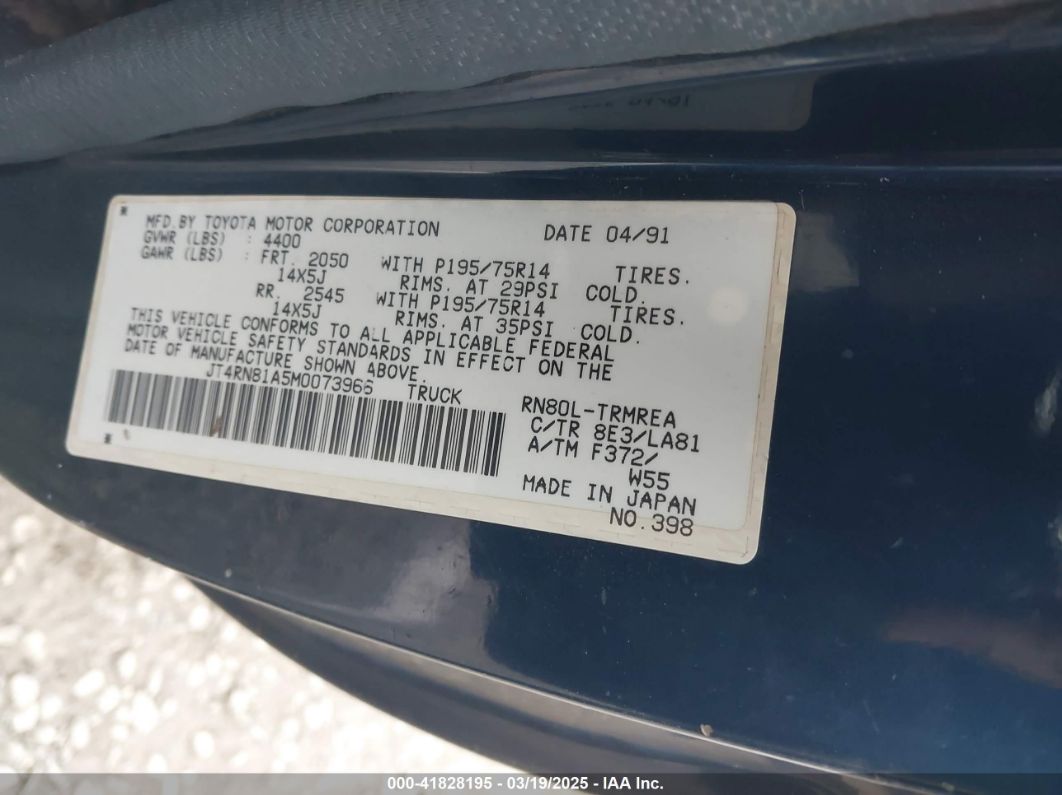 MFD. BY TOYOTA MOTOR CORPORATION DATE 04/91
GVWR (LBS) : 4400
GAWR (LBS) : FRT. 2050 WITH P195/75R14 TIRES.
14X5J RIMS. AT 29PSI COLD.
RR. 2545 WITH P195/75R14 TIRES.
14X5J RIMS. AT 35PSI COLD.
THIS VEHICLE CONFORMS TO ALL APPLICABLE FEDERAL
MOTOR VEHICLE SAFETY STANDARDS IN EFFECT ON THE
DATE OF MANUFACTURE SHOWN ABOVE.
JT4RN81A5M0073966 TRUCK
RN80L-TRMREA
C/TR 8E3/LA81
A/TM F372/
W55
MADE IN JAPAN
NO.398
000-41828195 - 03/19/2025 - IAA Inc.